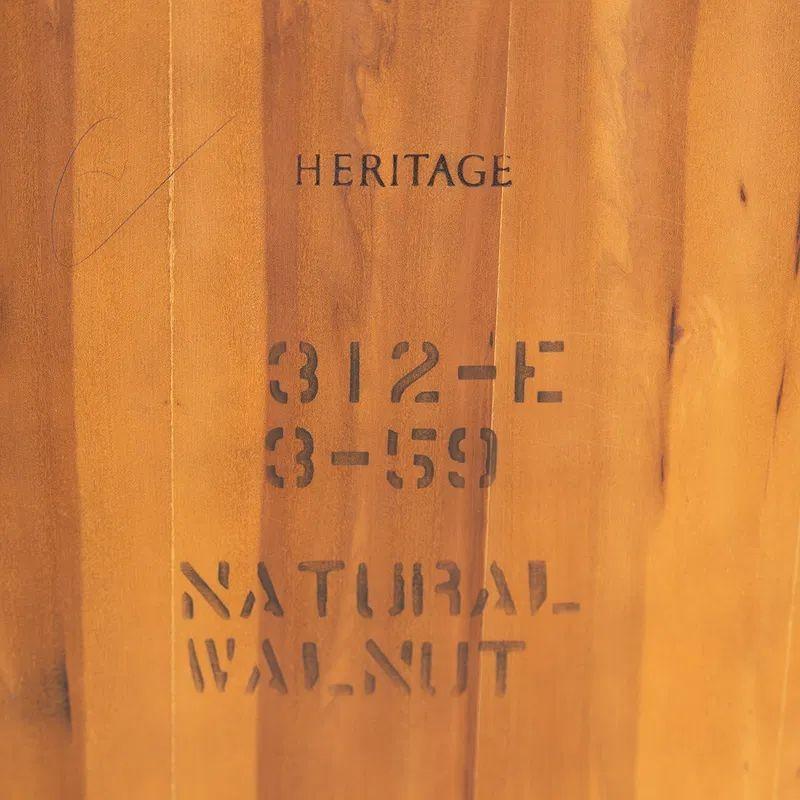 HERITAGE
312-E
3-59
NATURAL
WALNUT